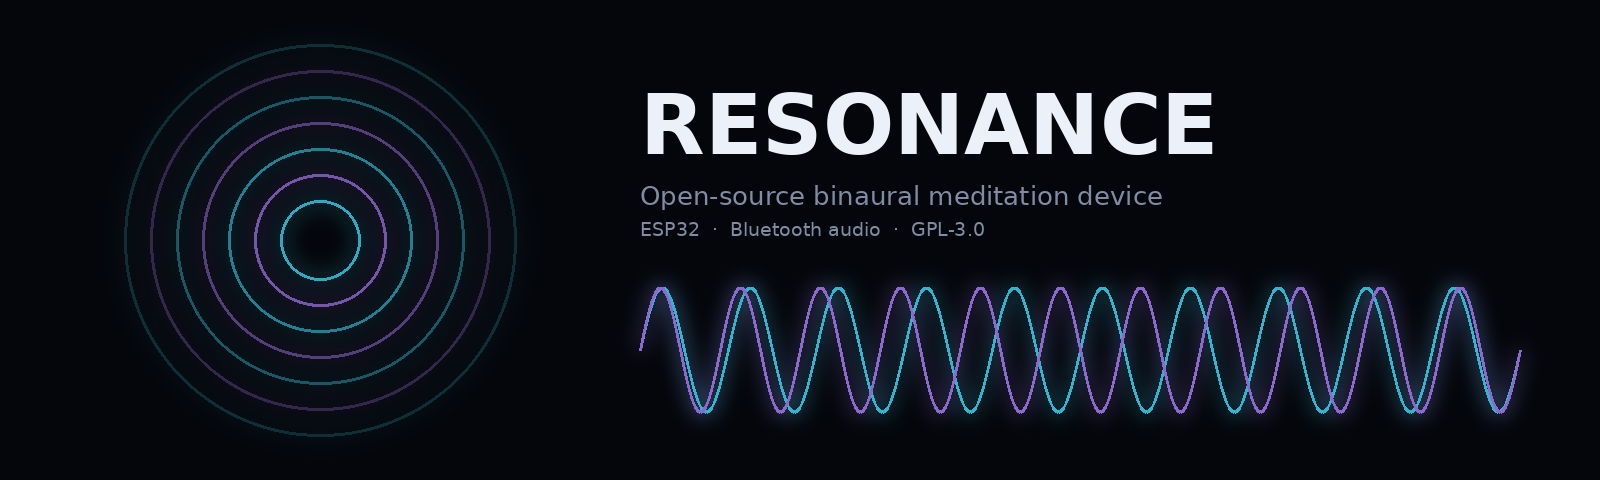 RESONANCE
Open-source binaural meditation device
ESP32 · Bluetooth audio · GPL-3.0